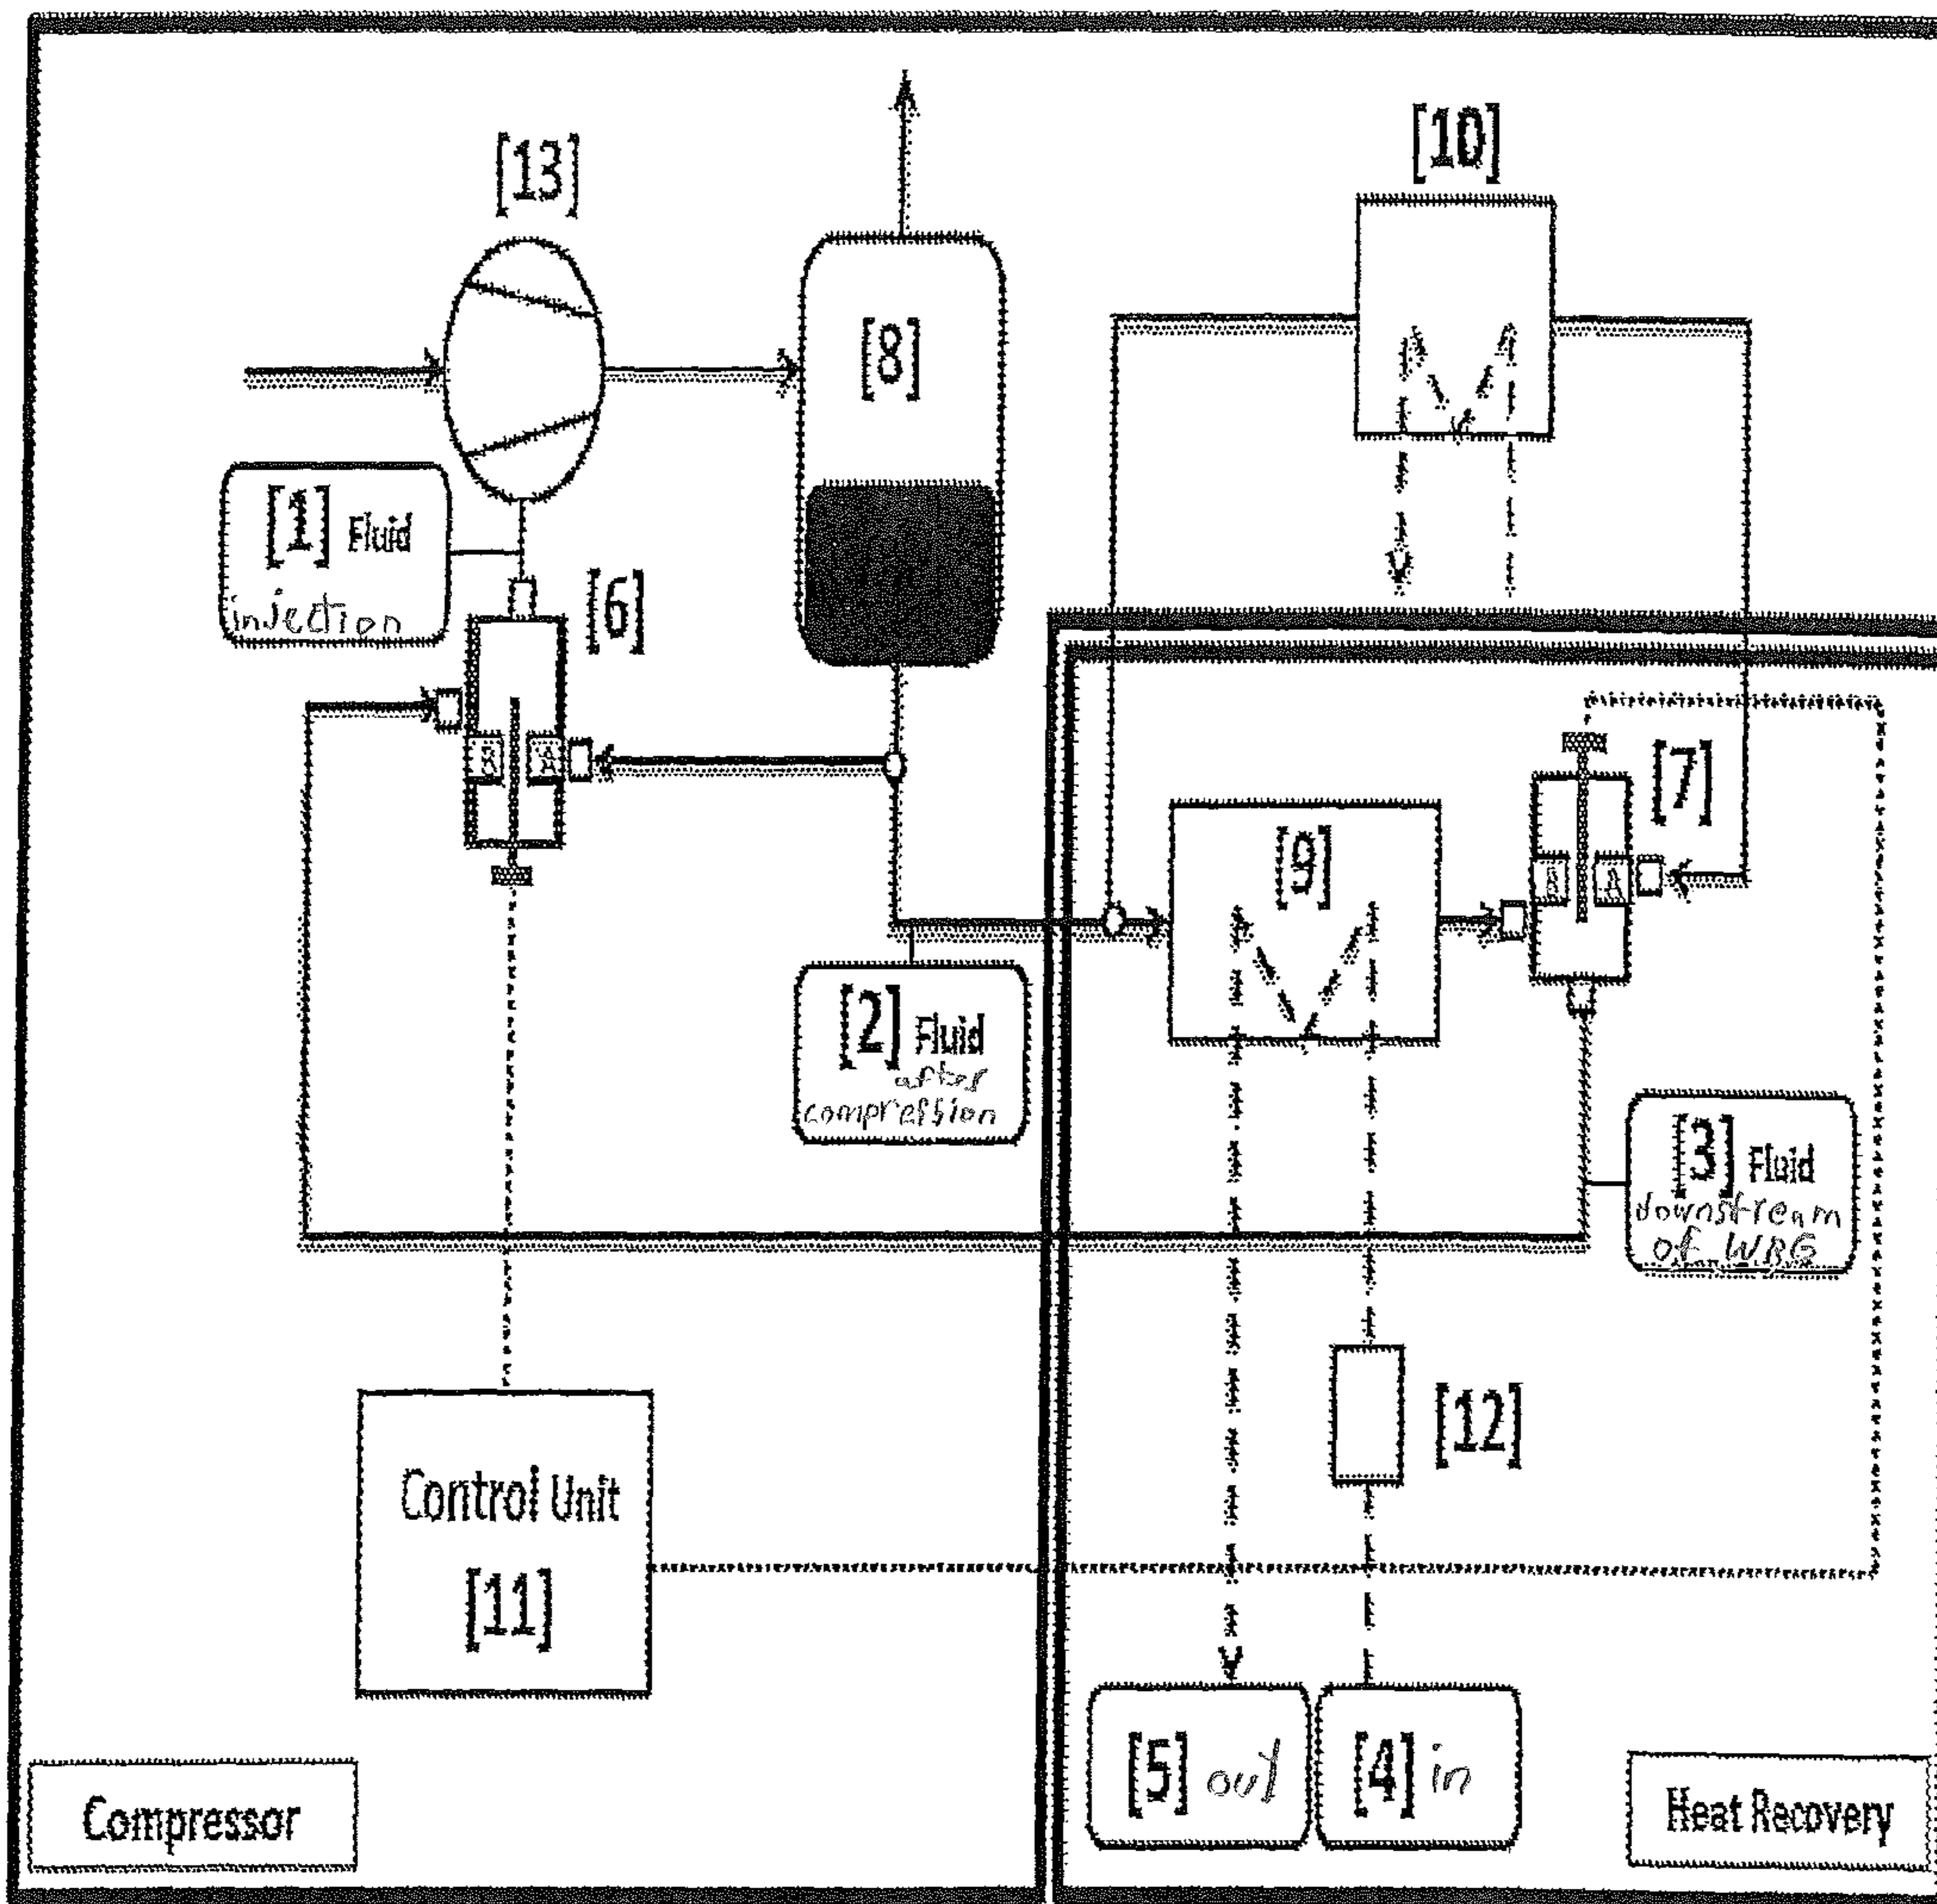 [13]
[10]
[8]
[1] Fluid
injection
[6]
B A
[7]
[9]
B A
[2] Fluid
after
compression
[3] Fluid
downstream
of WRG
[12]
Control Unit
[11]
[5] out
[4] in
Compressor
Heat Recovery